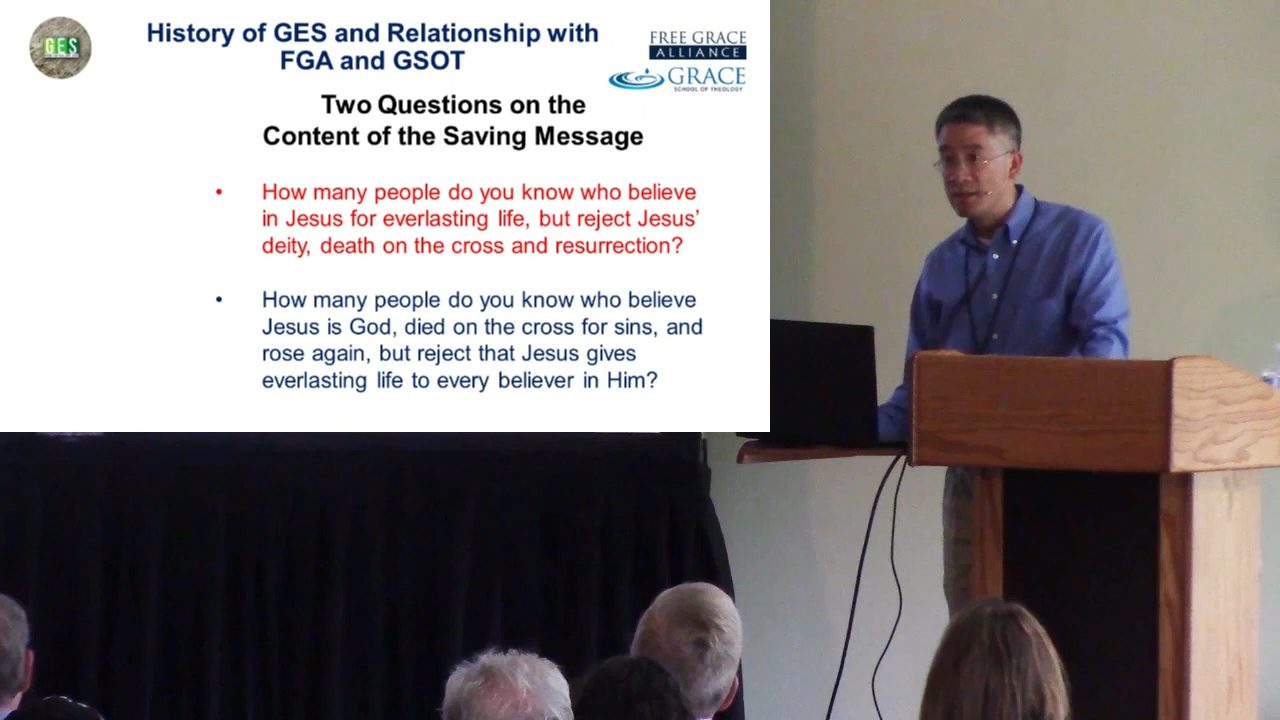 GES
History of GES and Relationship with
FGA and GSOT
FREE GRACE
ALLIANCE
GRACE
SCHOOL OF THEOLOGY
Two Questions on the
Content of the Saving Message
• How many people do you know who believe
in Jesus for everlasting life, but reject Jesus’
deity, death on the cross and resurrection?
• How many people do you know who believe
Jesus is God, died on the cross for sins, and
rose again, but reject that Jesus gives
everlasting life to every believer in Him?